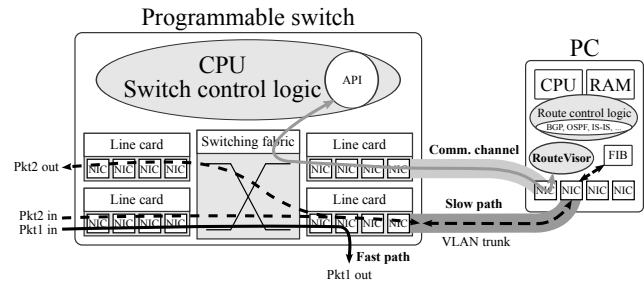 Programmable switch
PC
CPU
Switch control logic
API
CPU RAM
Route control logic
BGP, OSPF, IS-IS, ...
Line card
Switching fabric
Line card
Comm. channel
RouteVisor
FIB
Pkt2 out
NIC NIC NIC NIC
NIC NIC NIC NIC
NIC NIC NIC NIC
Line card
Line card
Slow path
Pkt2 in
NIC NIC NIC NIC
NIC NIC NIC NIC
Pkt1 in
VLAN trunk
Fast path
Pkt1 out